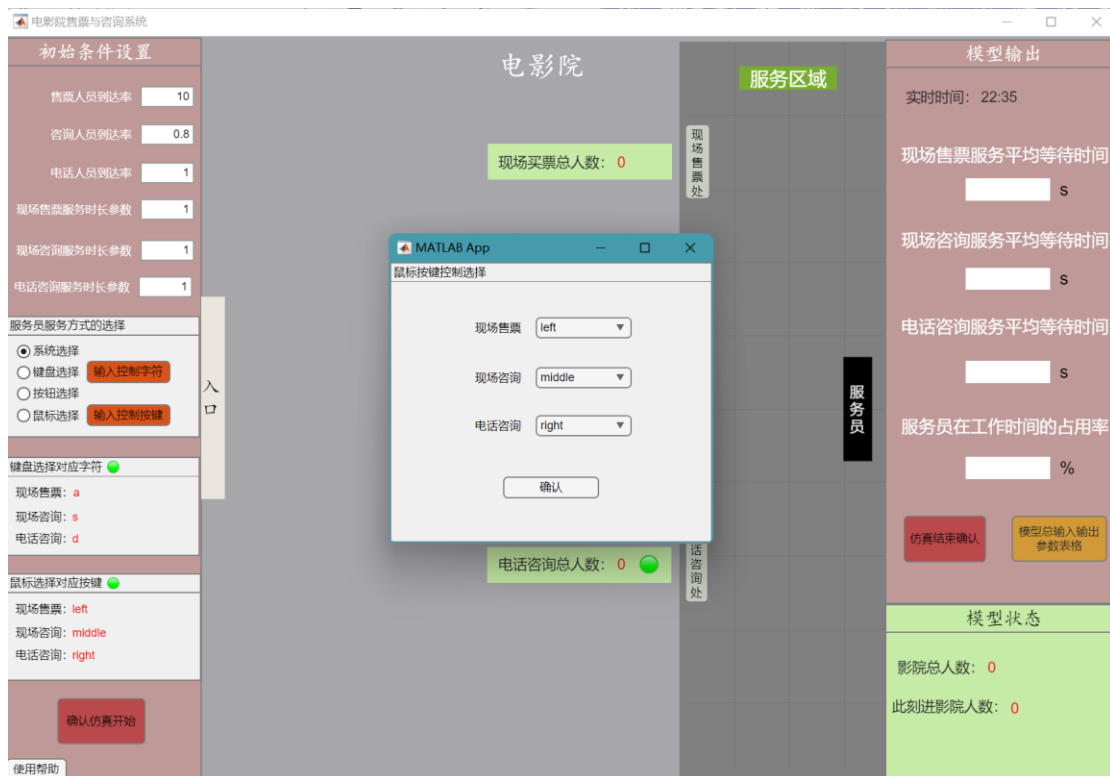 电影院售票与咨询系统
初始条件设置
售票人员到达率 10
咨询人员到达率 0.8
电话人员到达率 1
现场售票服务时长参数 1
现场咨询服务时长参数 1
电话咨询服务时长参数 1
服务员服务方式的选择
系统选择
键盘选择 输入控制字符
按钮选择
鼠标选择 输入控制按键
键盘选择对应字符
现场售票：a
现场咨询：s
电话咨询：d
鼠标选择对应按键
现场售票：left
现场咨询：middle
电话咨询：right
确认仿真开始
使用帮助
入口
电影院
现场买票总人数：0
MATLAB App
鼠标按键控制选择
现场售票 left
现场咨询 middle
电话咨询 right
确认
电话咨询总人数：0
服务区域
现场售票处
话咨询处
服务员
模型输出
实时时间：22:35
现场售票服务平均等待时间
s
现场咨询服务平均等待时间
s
电话咨询服务平均等待时间
s
服务员在工作时间的占用率
%
仿真结束确认
模型总输入输出
参数表格
模型状态
影院总人数：0
此刻进影院人数：0